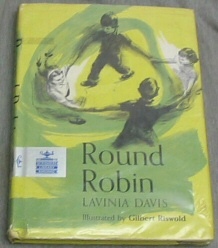 Round
Robin
LAVINIA DAVIS
Illustrated by Gilbert Riswold